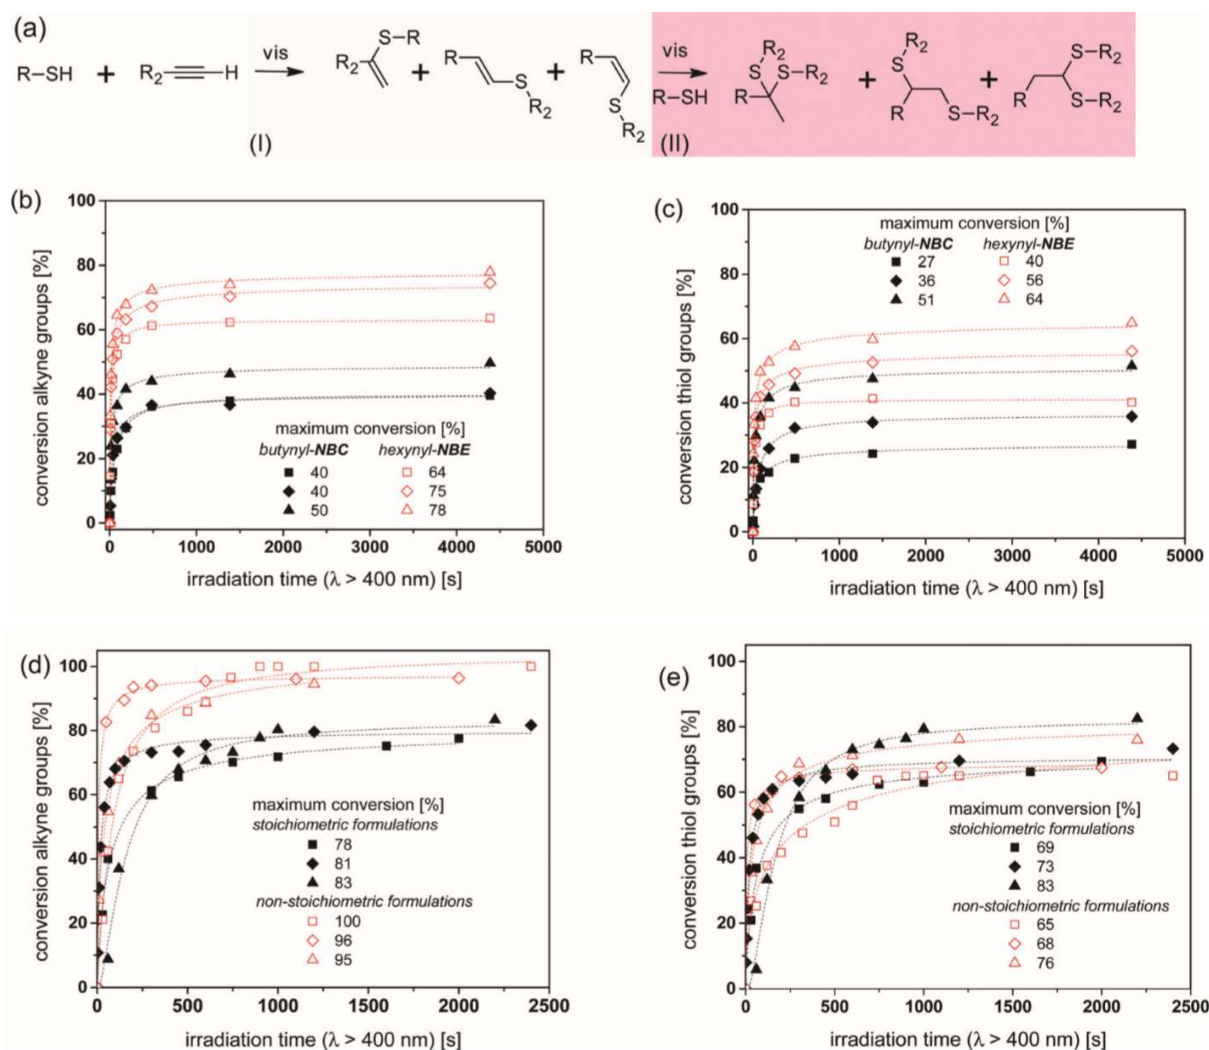 (a)
R–SH + R2 H vis S–R R2 + R S R2 + S R2 vis R–SH R2 S S–R2 R + R2 S R S–R2 + S–R2 R S–R2
(I) (II)
(b)
conversion alkyne groups [%]
100
80
60
40
20
0
maximum conversion [%]
butynyl-NBC hexynyl-NBE
40 64
40 75
50 78
0 1000 2000 3000 4000 5000
irradiation time (λ > 400 nm) [s]
(c)
conversion thiol groups [%]
100
80
60
40
20
0
maximum conversion [%]
butynyl-NBC hexynyl-NBE
27 40
36 56
51 64
0 1000 2000 3000 4000 5000
irradiation time (λ > 400 nm) [s]
(d)
conversion alkyne groups [%]
100
80
60
40
20
0
maximum conversion [%]
stoichiometric formulations
78
81
83
non-stoichiometric formulations
100
96
95
0 500 1000 1500 2000 2500
irradiation time (λ > 400 nm) [s]
(e)
conversion thiol groups [%]
100
80
60
40
20
0
maximum conversion [%]
stoichiometric formulations
69
73
83
non-stoichiometric formulations
65
68
76
0 500 1000 1500 2000 2500
irradiation time (λ > 400 nm) [s]